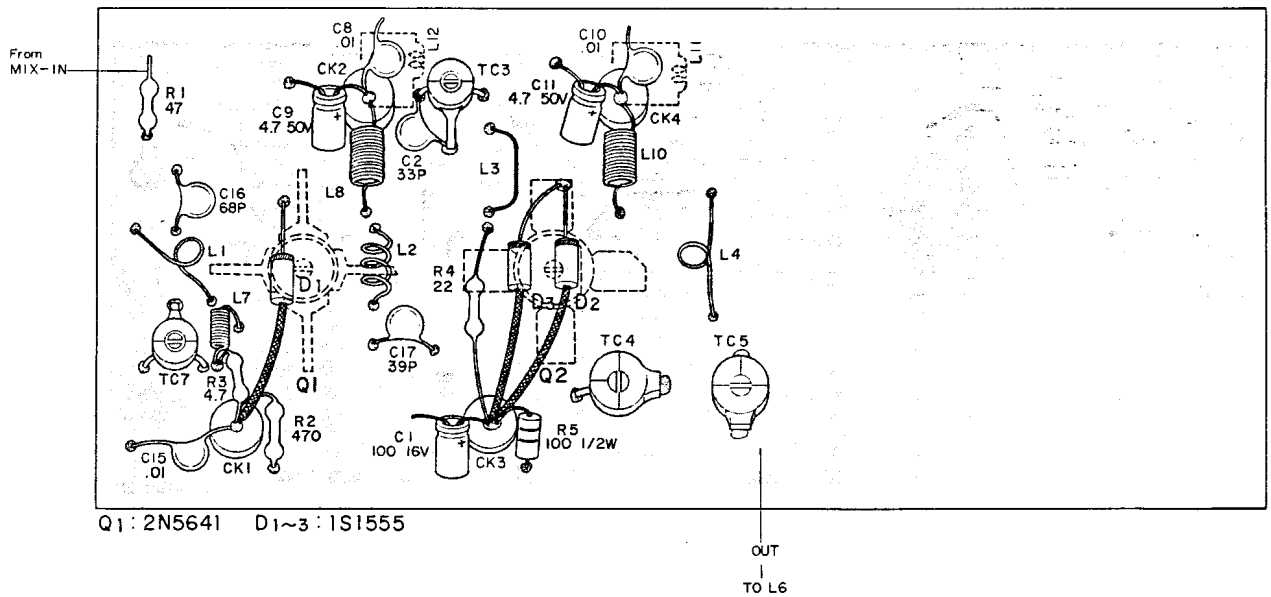 From
MIX-IN
R1
47
C8
.01
L12
CK2
TC3
C9
4.7 50V
C2
33P
L8
C10
.01
L11
C11
4.7 50V
CK4
L10
L3
C16
68P
L1
L7
D1
L2
R4
22
D3
D2
L4
TC7
R3
4.7
Q1
C17
39P
Q2
TC4
TC5
R2
470
C15
.01
CK1
C1
100 16V
CK3
R5
100 1/2W
Q1:2N5641 D1~3:1S1555
OUT
TO L6